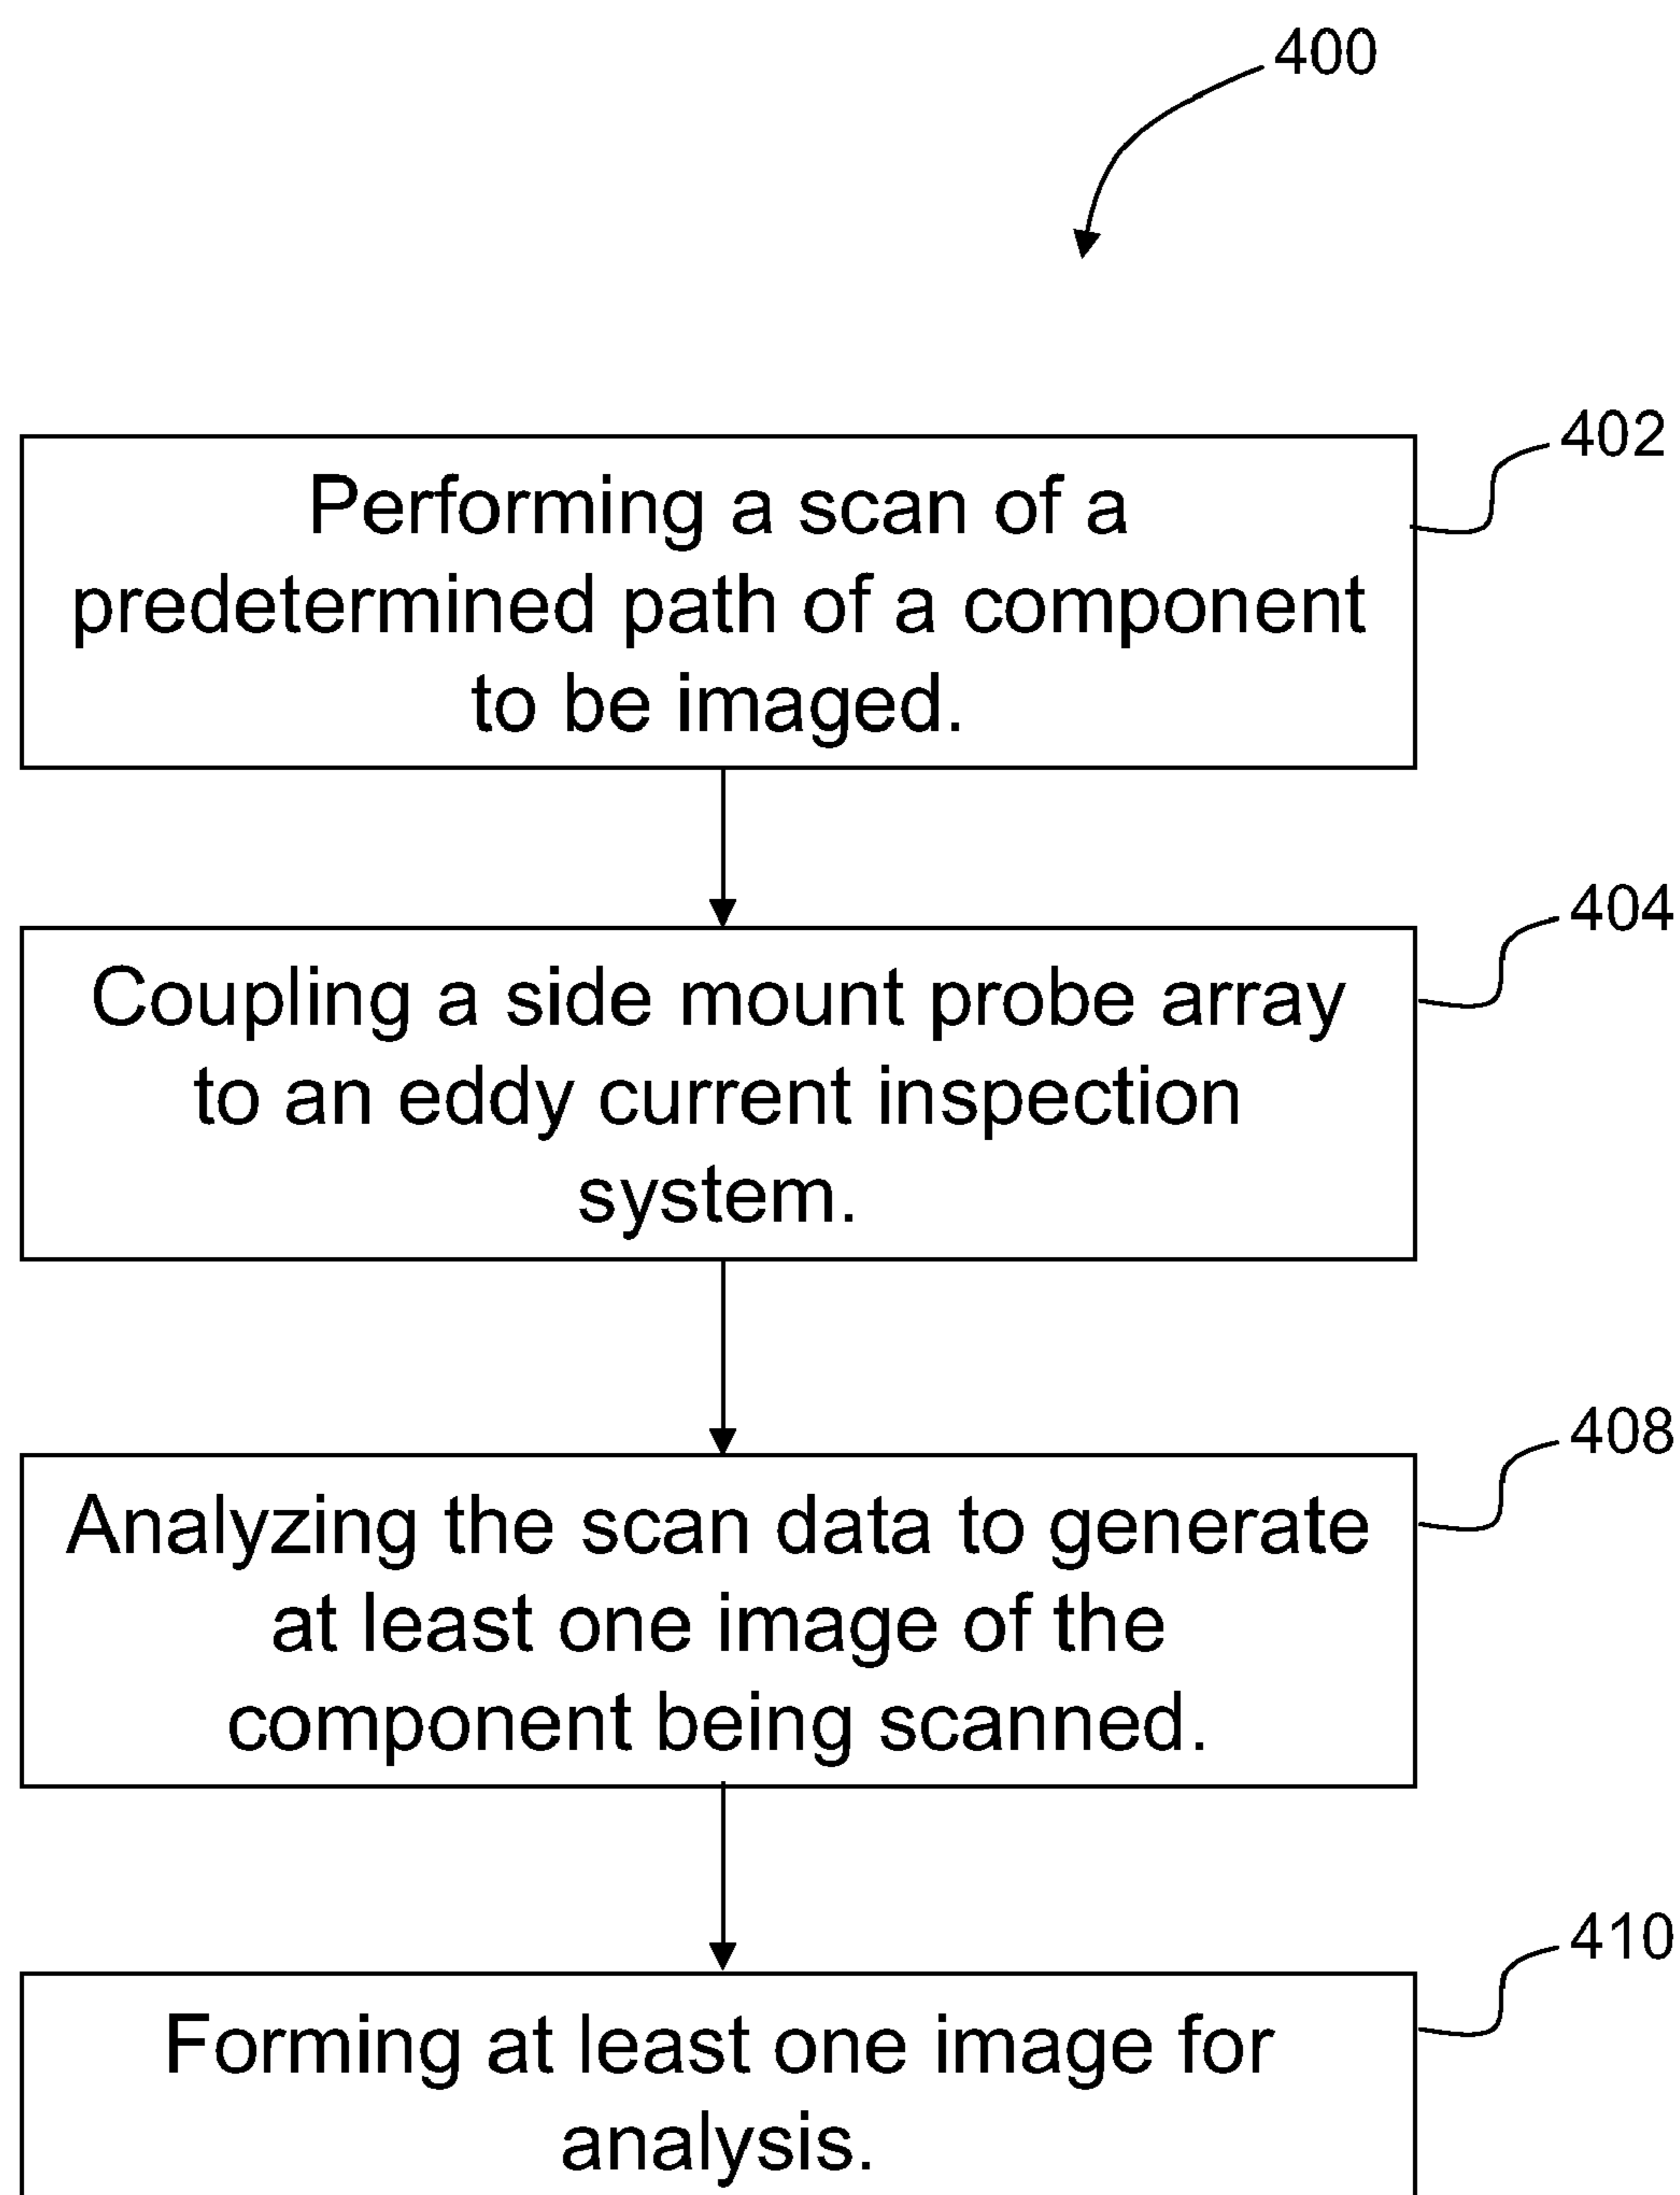 400
402
Performing a scan of a
predetermined path of a component
to be imaged.
404
Coupling a side mount probe array
to an eddy current inspection
system.
408
Analyzing the scan data to generate
at least one image of the
component being scanned.
410
Forming at least one image for
analysis.